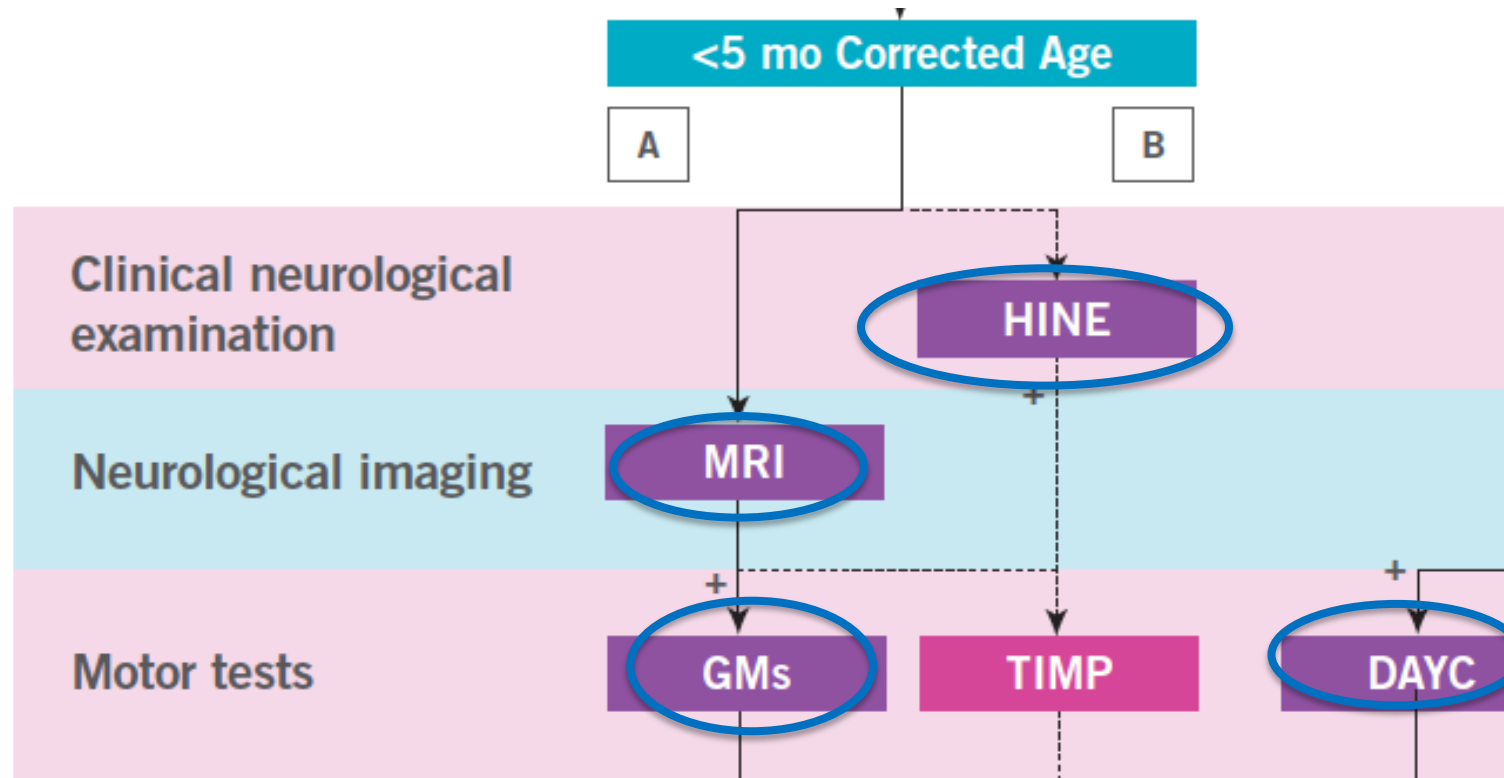 <5 mo Corrected Age
A
B
Clinical neurological
examination
HINE
+
Neurological imaging
MRI
+
+
Motor tests
GMs
TIMP
DAYC